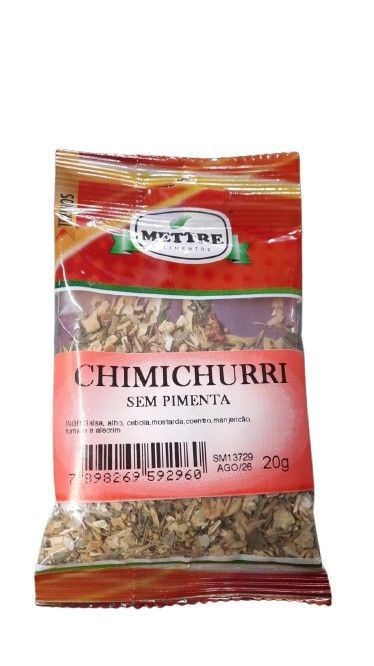 METTRE
ALIMENTOS
CHIMICHURRI
SEM PIMENTA
INGR: Salsa, alho, cebola, mostarda, coentro, manjericão,
tomate e alecrim.
SM13729
AGO/26
20g
7 898269 592960